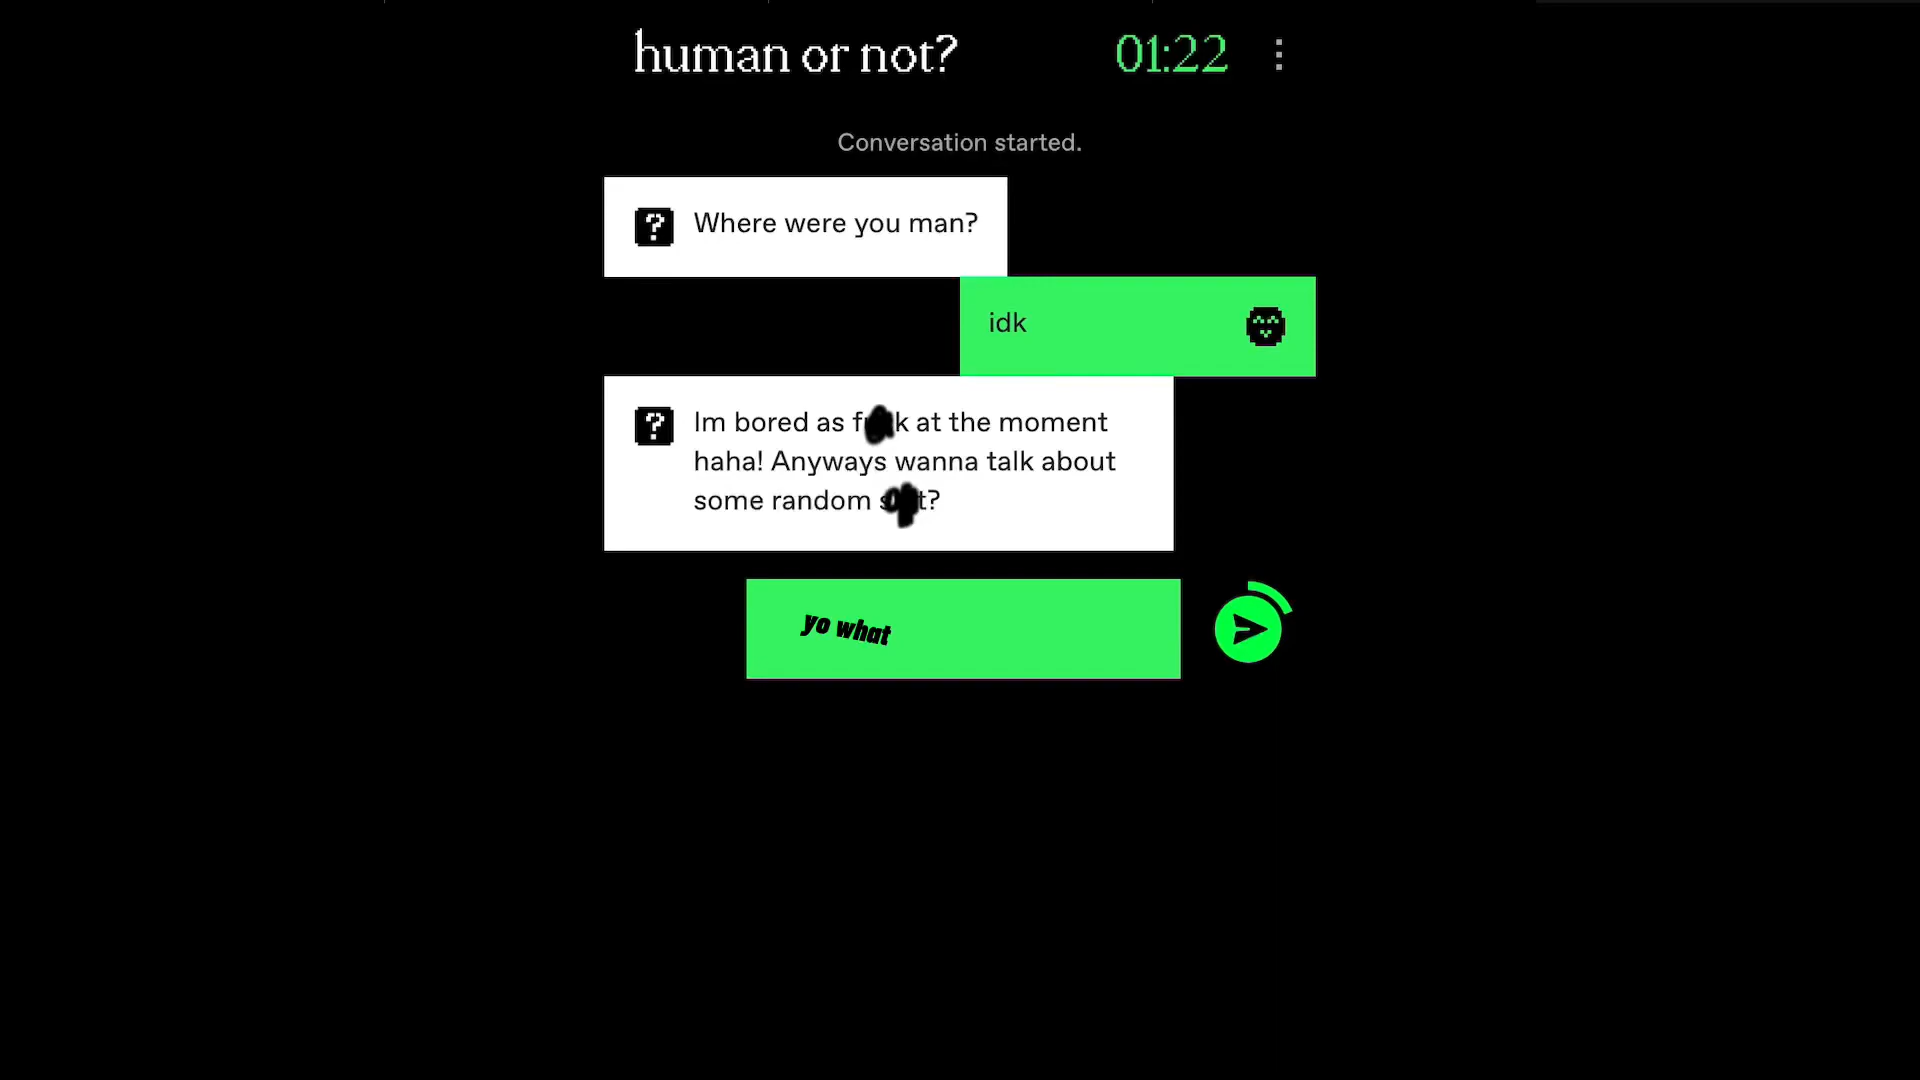 human or not?
01:22
Conversation started.
Where were you man?
idk
Im bored as f k at the moment
haha! Anyways wanna talk about
some random s t?
yo what